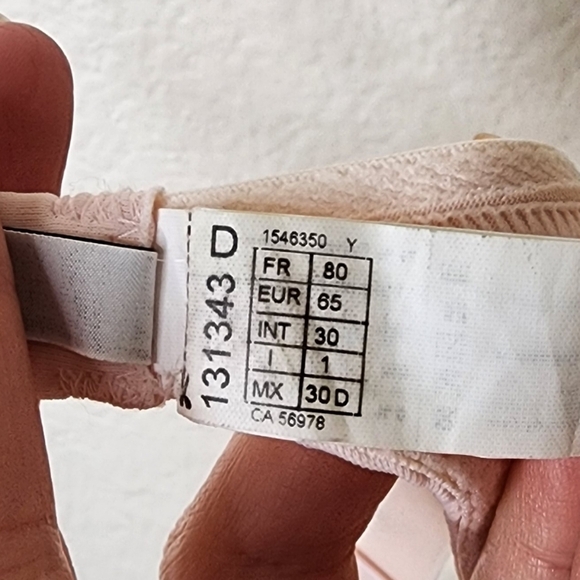 131343 D
1546350 Y
FR 80
EUR 65
INT 30
I 1
MX 30 D
CA 56978